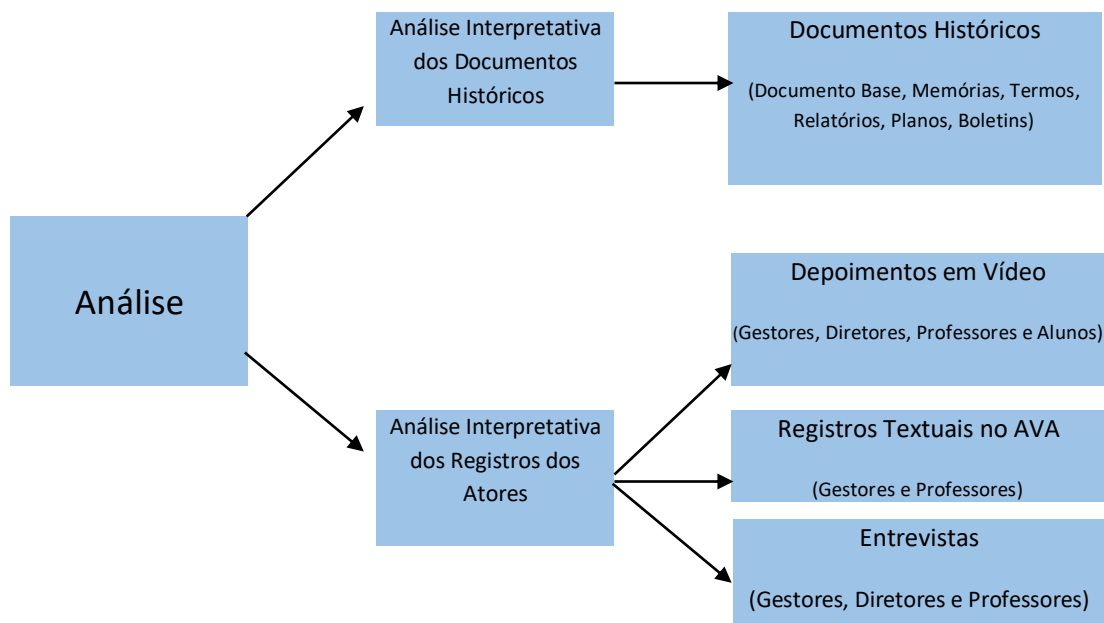 Análise
Análise Interpretativa
dos Documentos
Históricos
Documentos Históricos
(Documento Base, Memórias, Termos,
Relatórios, Planos, Boletins)
Análise Interpretativa
dos Registros dos
Atores
Depoimentos em Vídeo
(Gestores, Diretores, Professores e Alunos)
Registros Textuais no AVA
(Gestores e Professores)
Entrevistas
(Gestores, Diretores e Professores)